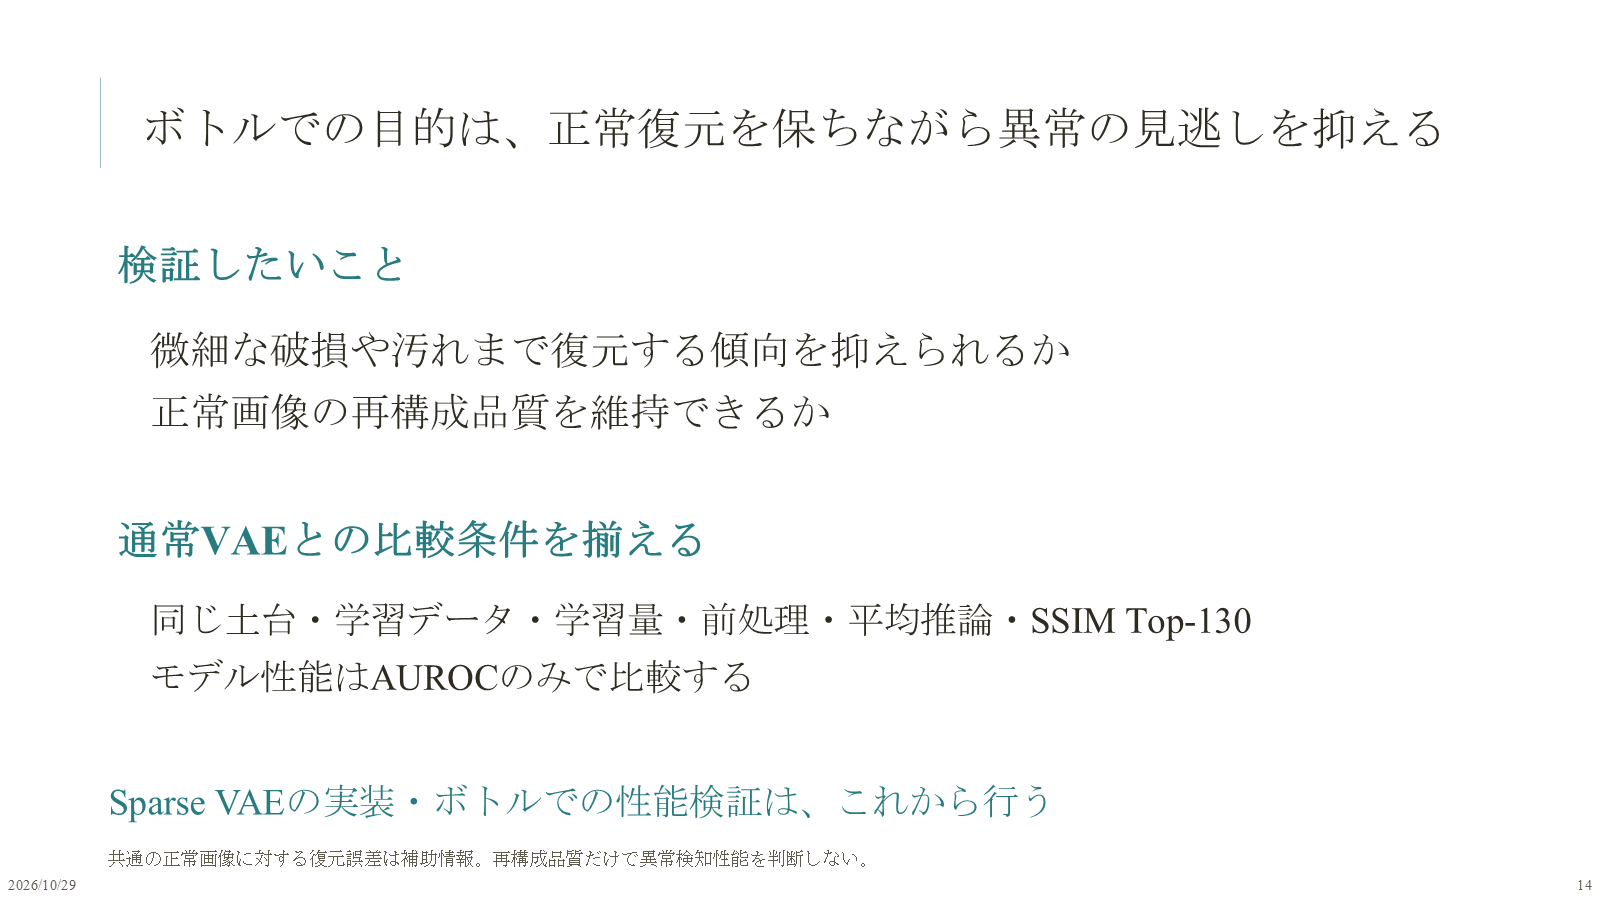 ボトルでの目的は、正常復元を保ちながら異常の見逃しを抑える
検証したいこと
微細な破損や汚れまで復元する傾向を抑えられるか
正常画像の再構成品質を維持できるか
通常VAEとの比較条件を揃える
同じ土台・学習データ・学習量・前処理・平均推論・SSIM Top-130
モデル性能はAUROCのみで比較する
Sparse VAEの実装・ボトルでの性能検証は、これから行う
共通の正常画像に対する復元誤差は補助情報。再構成品質だけで異常検知性能を判断しない。
2026/10/29
14